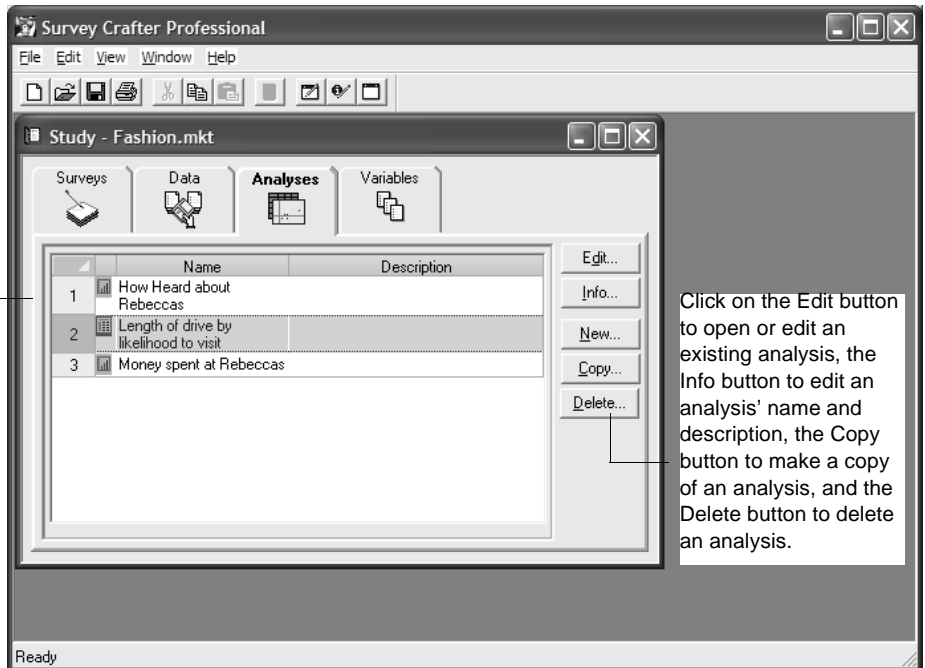 Survey Crafter Professional
File Edit View Window Help
Study - Fashion.mkt
Surveys Data Analyses Variables
Name Description
1 How Heard about
Rebeccas
2 Length of drive by
likelihood to visit
3 Money spent at Rebeccas
Edit...
Info...
New...
Copy...
Delete...
Click on the Edit button
to open or edit an
existing analysis, the
Info button to edit an
analysis’ name and
description, the Copy
button to make a copy
of an analysis, and the
Delete button to delete
an analysis.
Ready